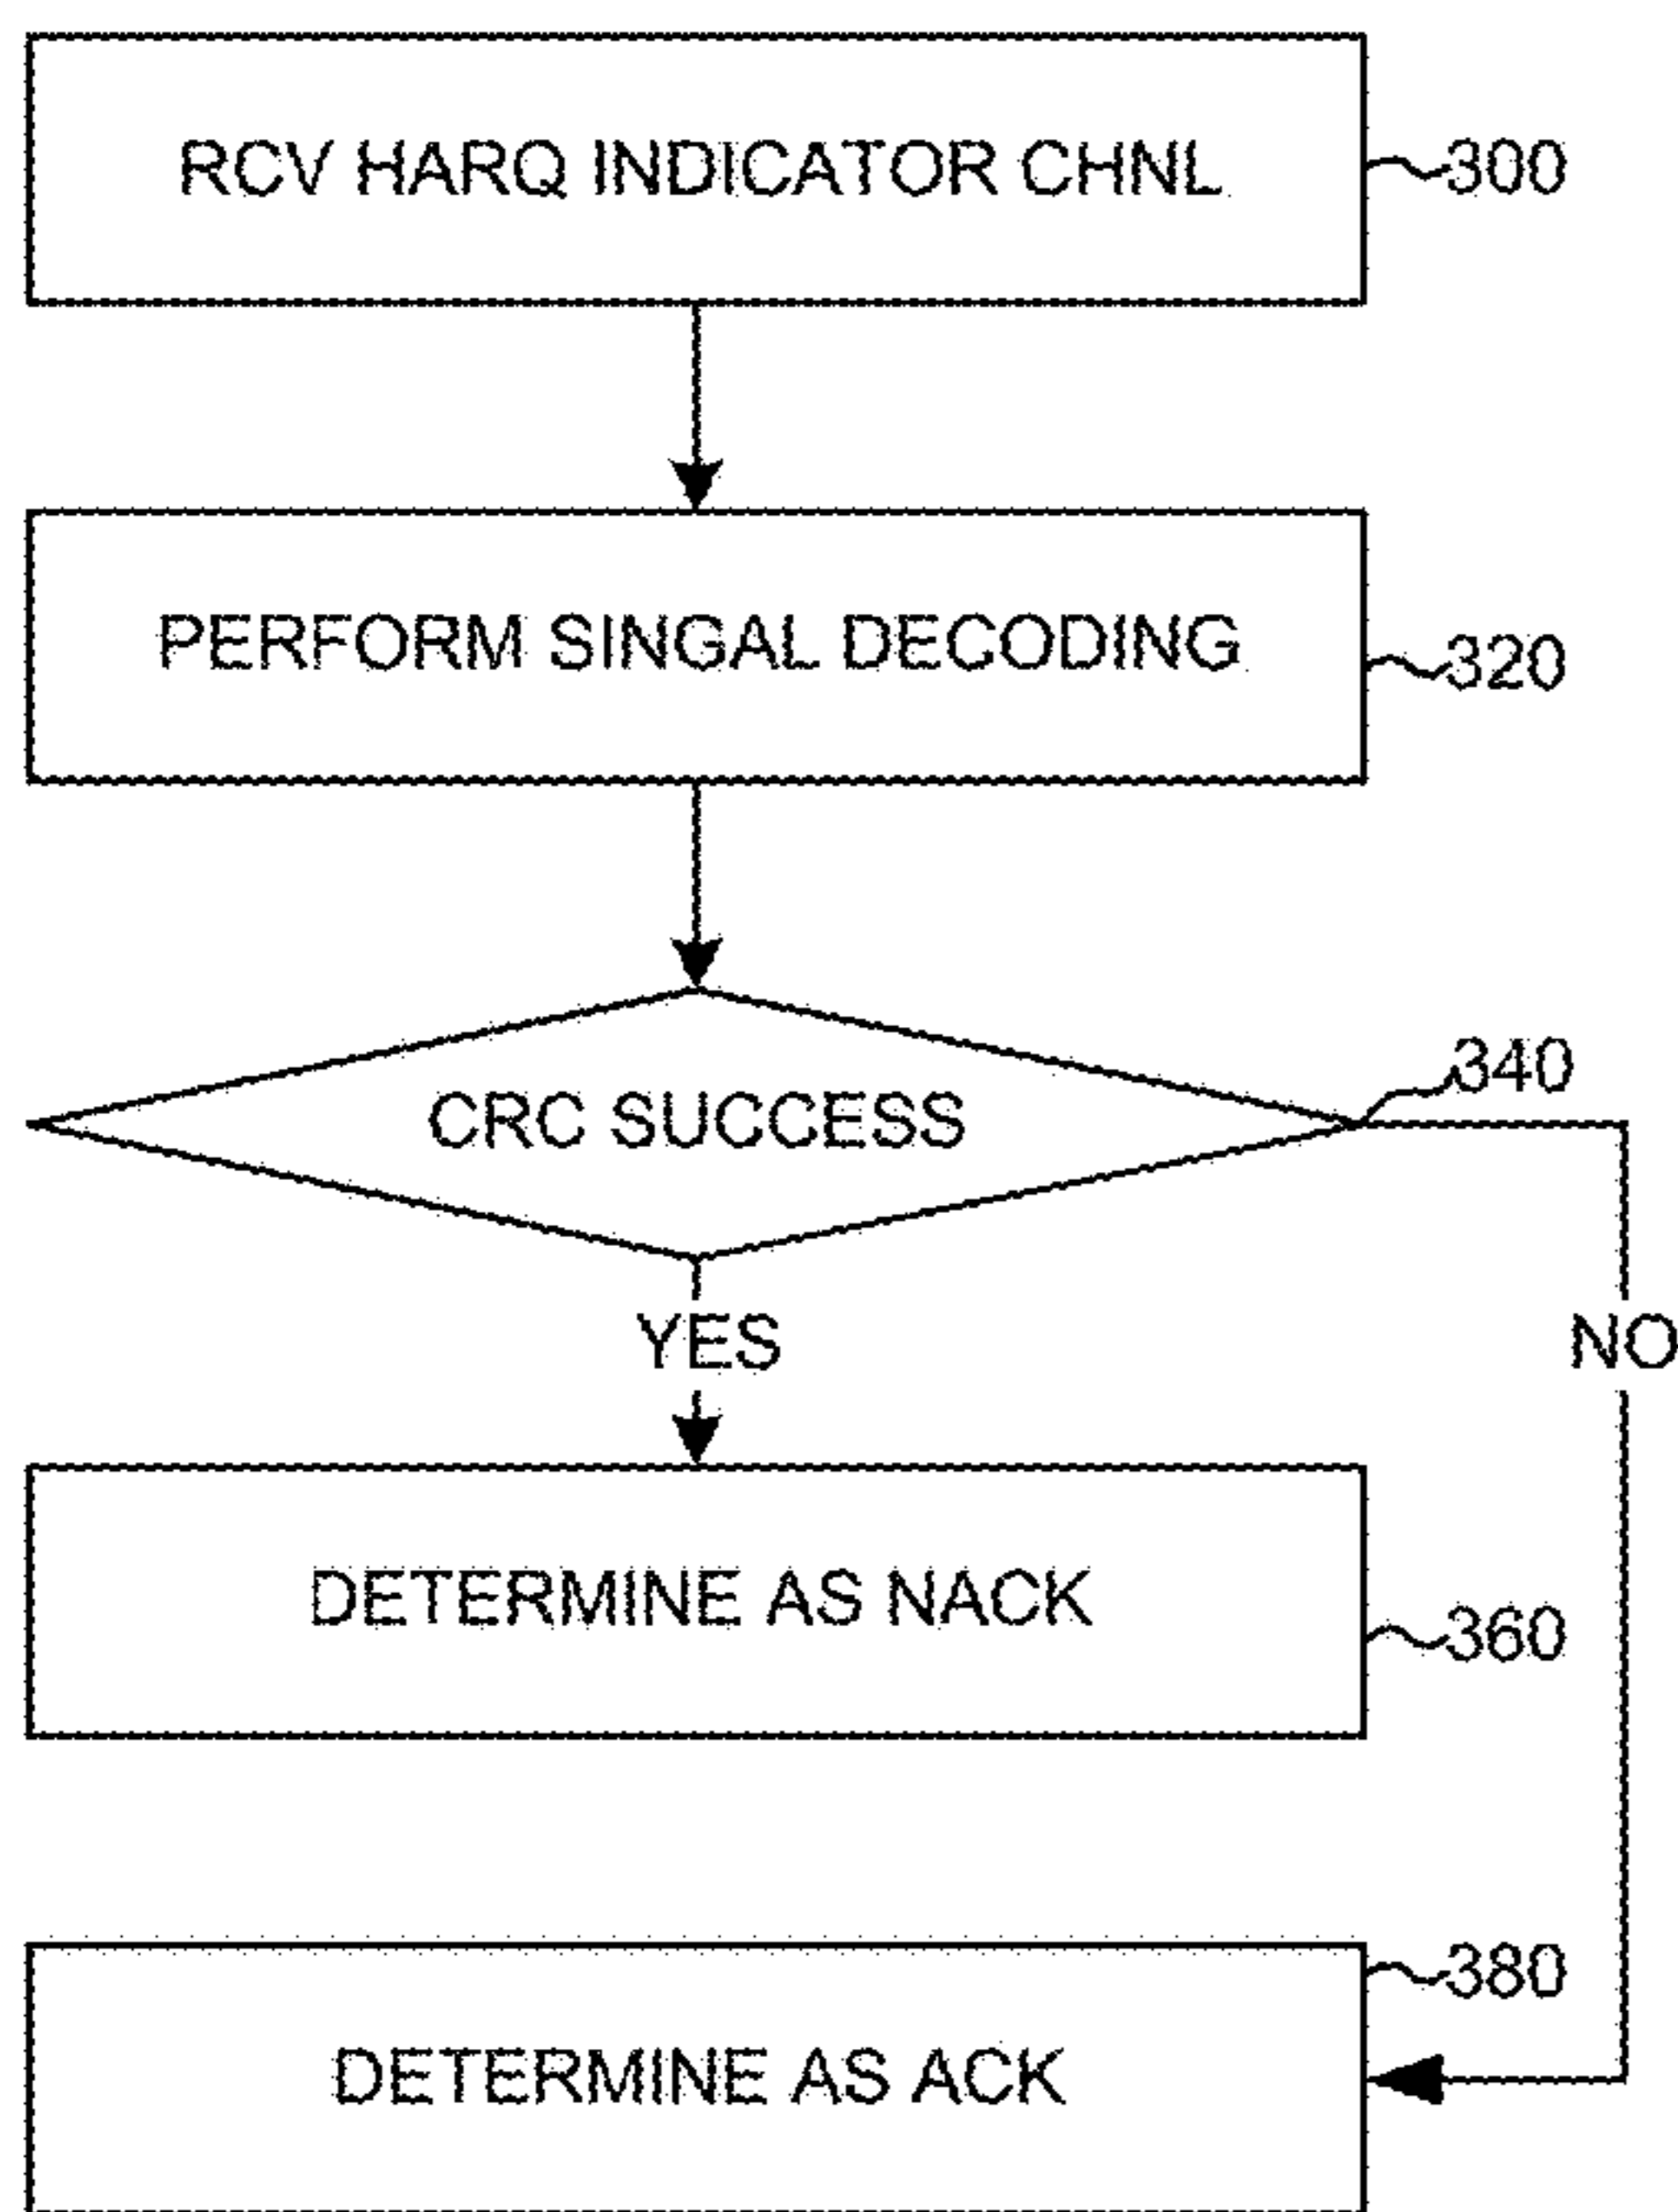 RCV HARQ INDICATOR CHNL
300
PERFORM SINGAL DECODING
320
340
CRC SUCCESS
YES
NO
DETERMINE AS NACK
360
380
DETERMINE AS ACK